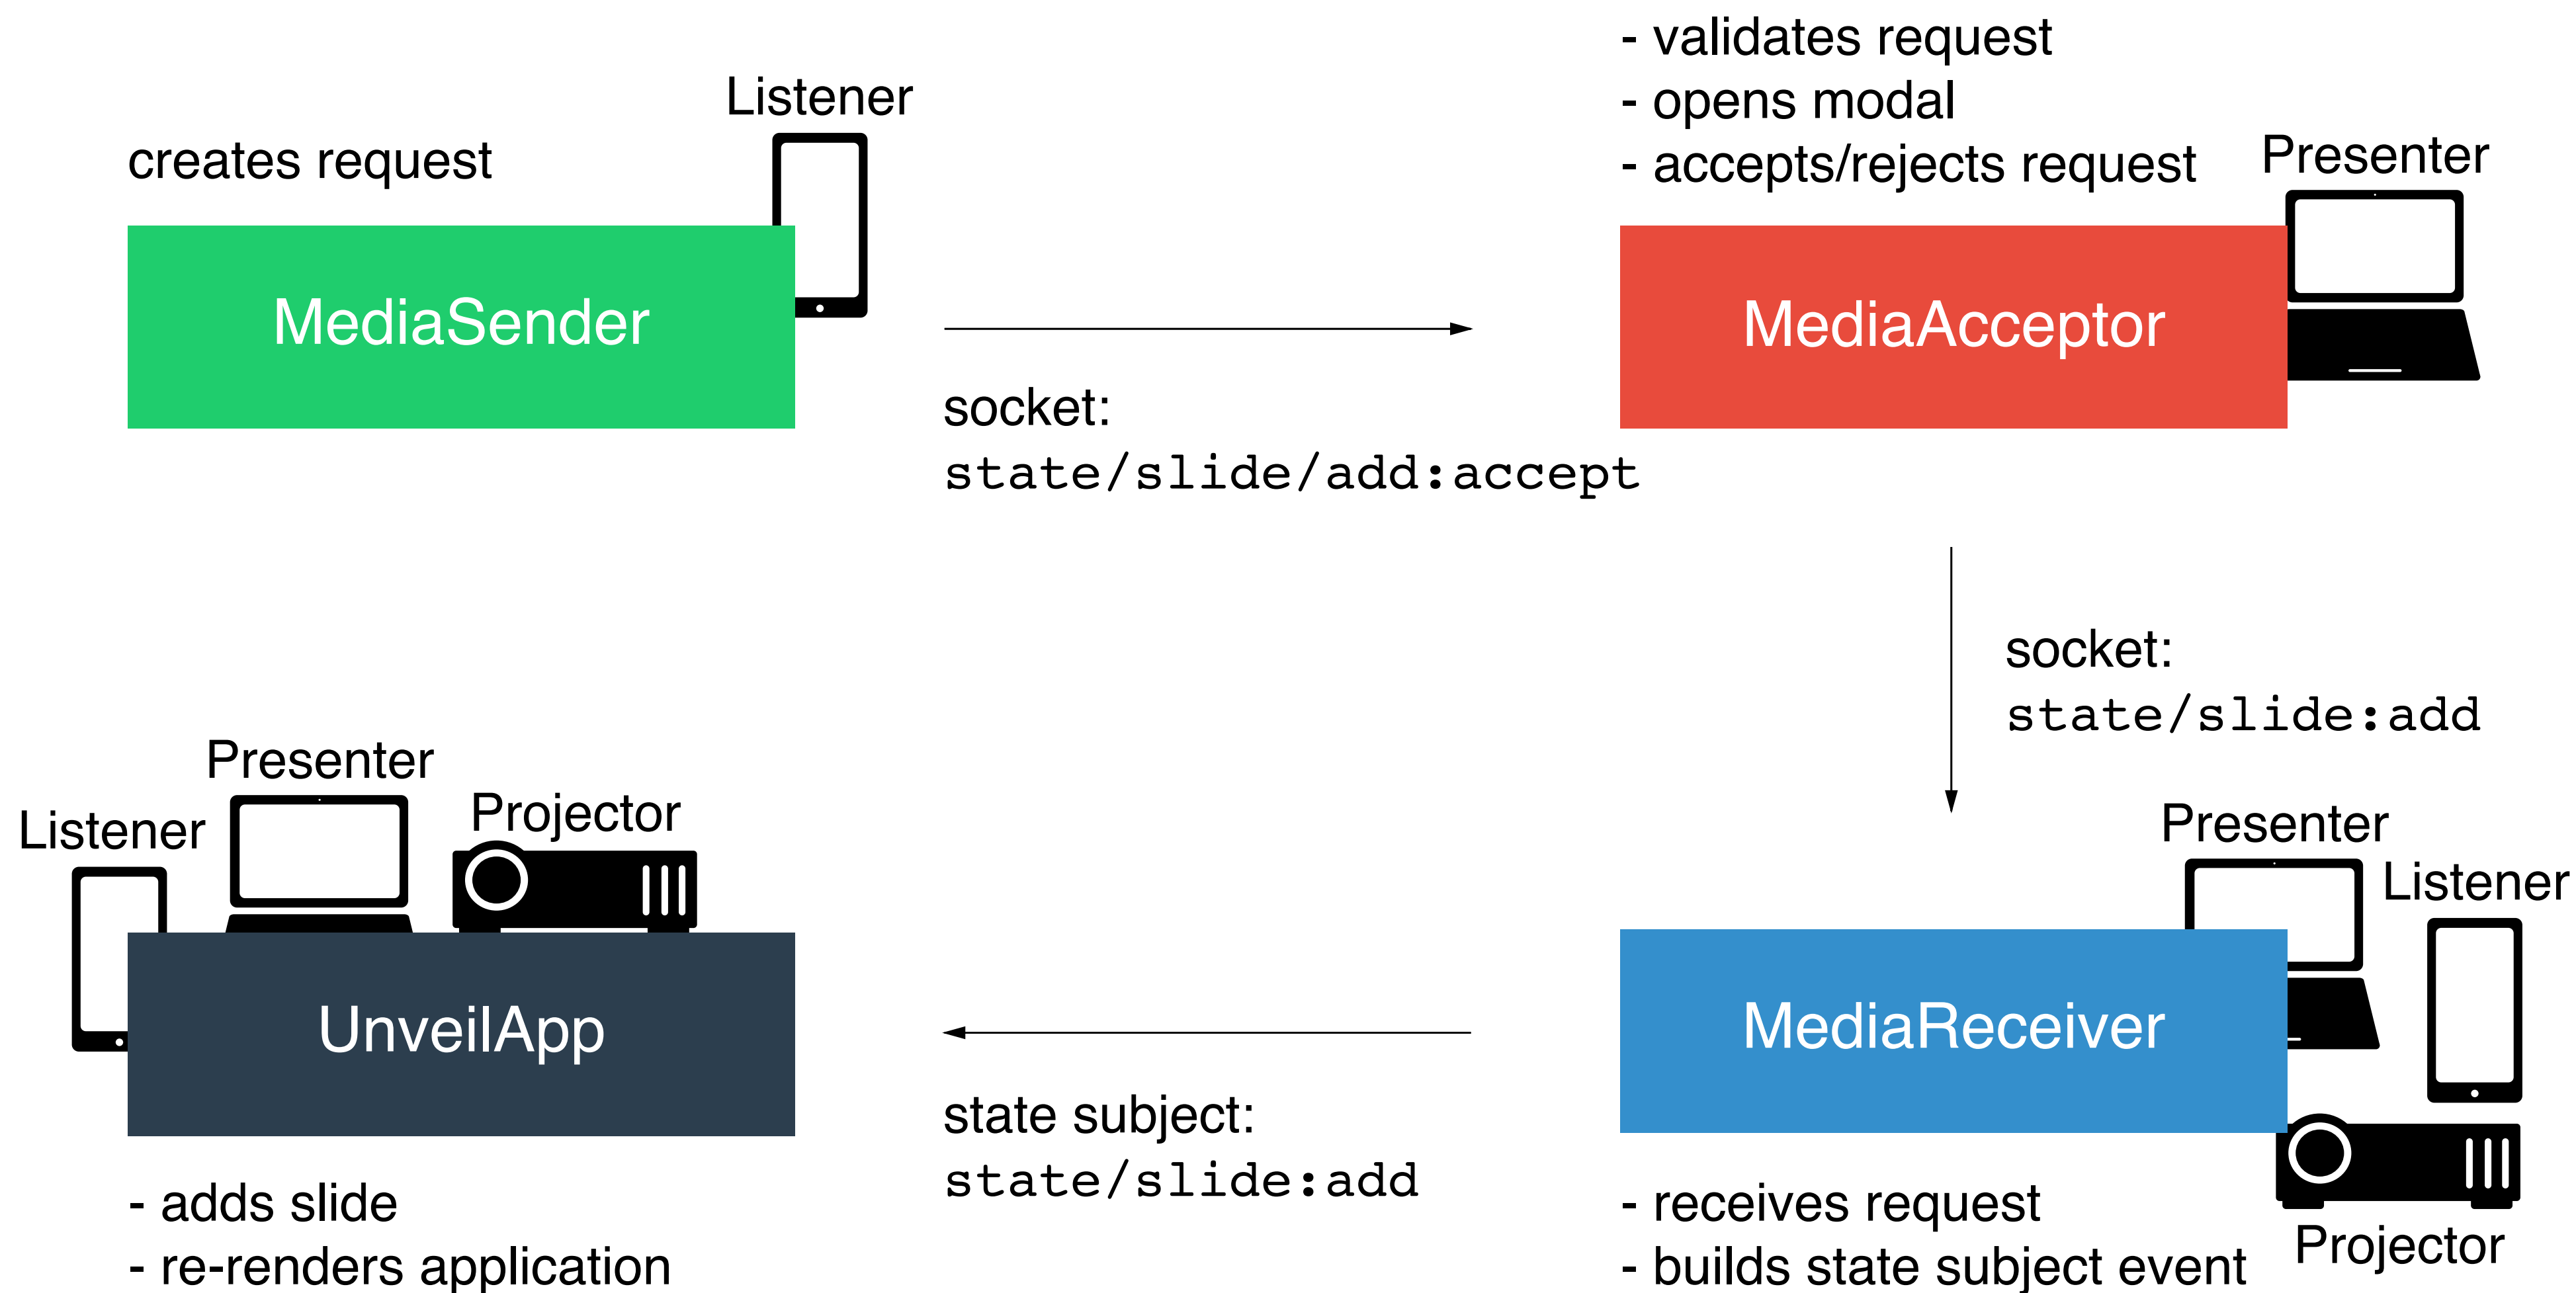 creates request
Listener
MediaSender
socket:
state/slide/add:accept
- validates request
- opens modal
- accepts/rejects request
Presenter
MediaAcceptor
socket:
state/slide:add
Presenter
Listener
MediaReceiver
Projector
- receives request
- builds state subject event
state subject:
state/slide:add
Listener
Presenter
Projector
UnveilApp
- adds slide
- re-renders application